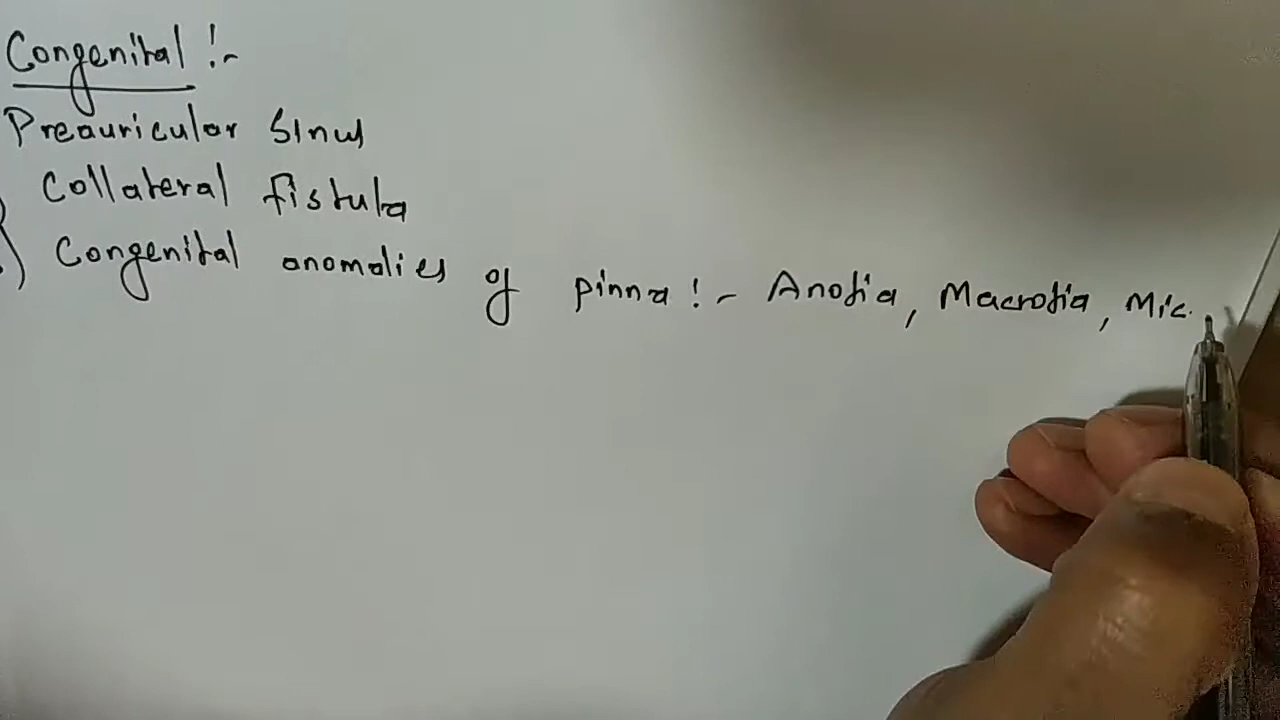 Congenital :-
Preauricular Sinus
Collateral fistula
) Congenital anomalies of pinna :- Anotia, Macrotia, Mic